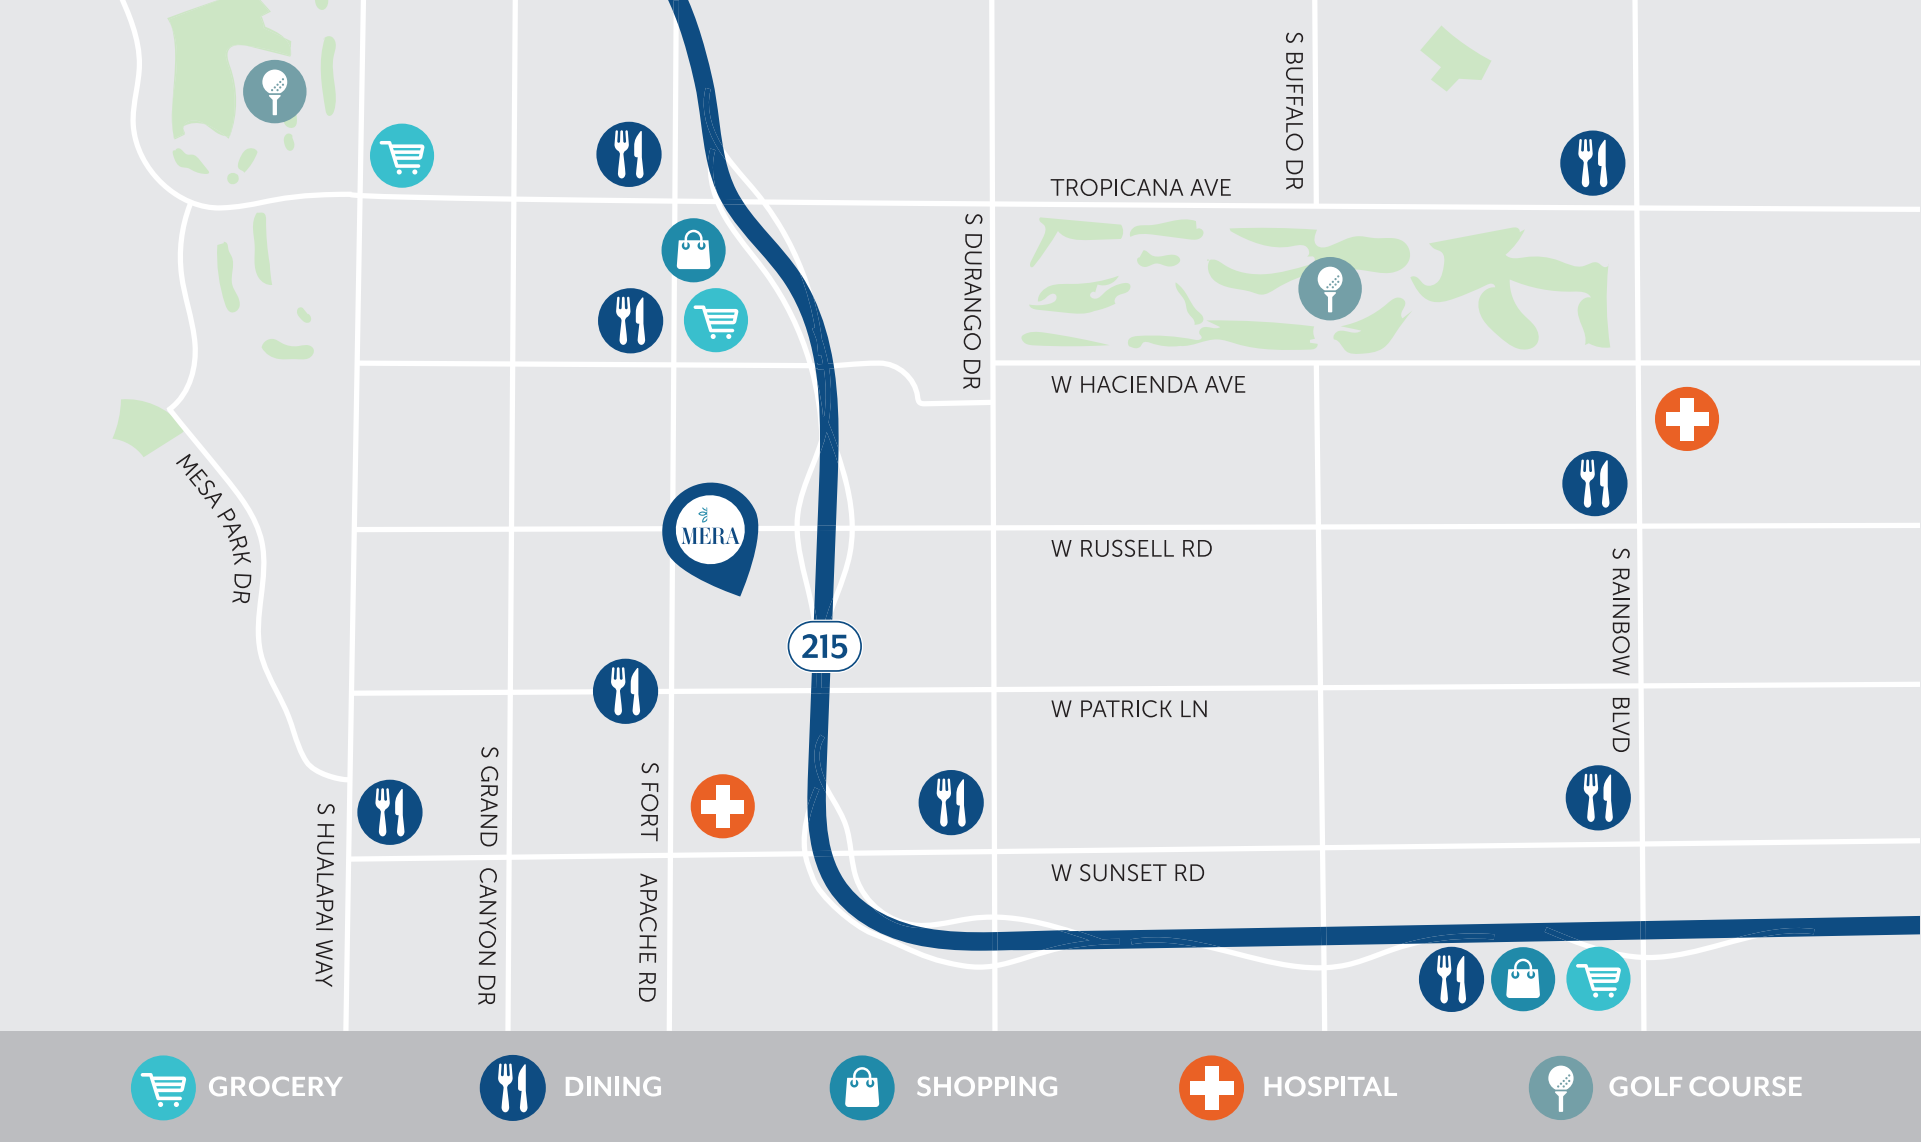 S BUFFALO DR
TROPICANA AVE
S DURANGO DR
W HACIENDA AVE
MESA PARK DR
MERA
W RUSSELL RD
S RAINBOW BLVD
215
W PATRICK LN
S HUALAPAI WAY
S GRAND CANYON DR
S FORT APACHE RD
W SUNSET RD
GROCERY
DINING
SHOPPING
HOSPITAL
GOLF COURSE